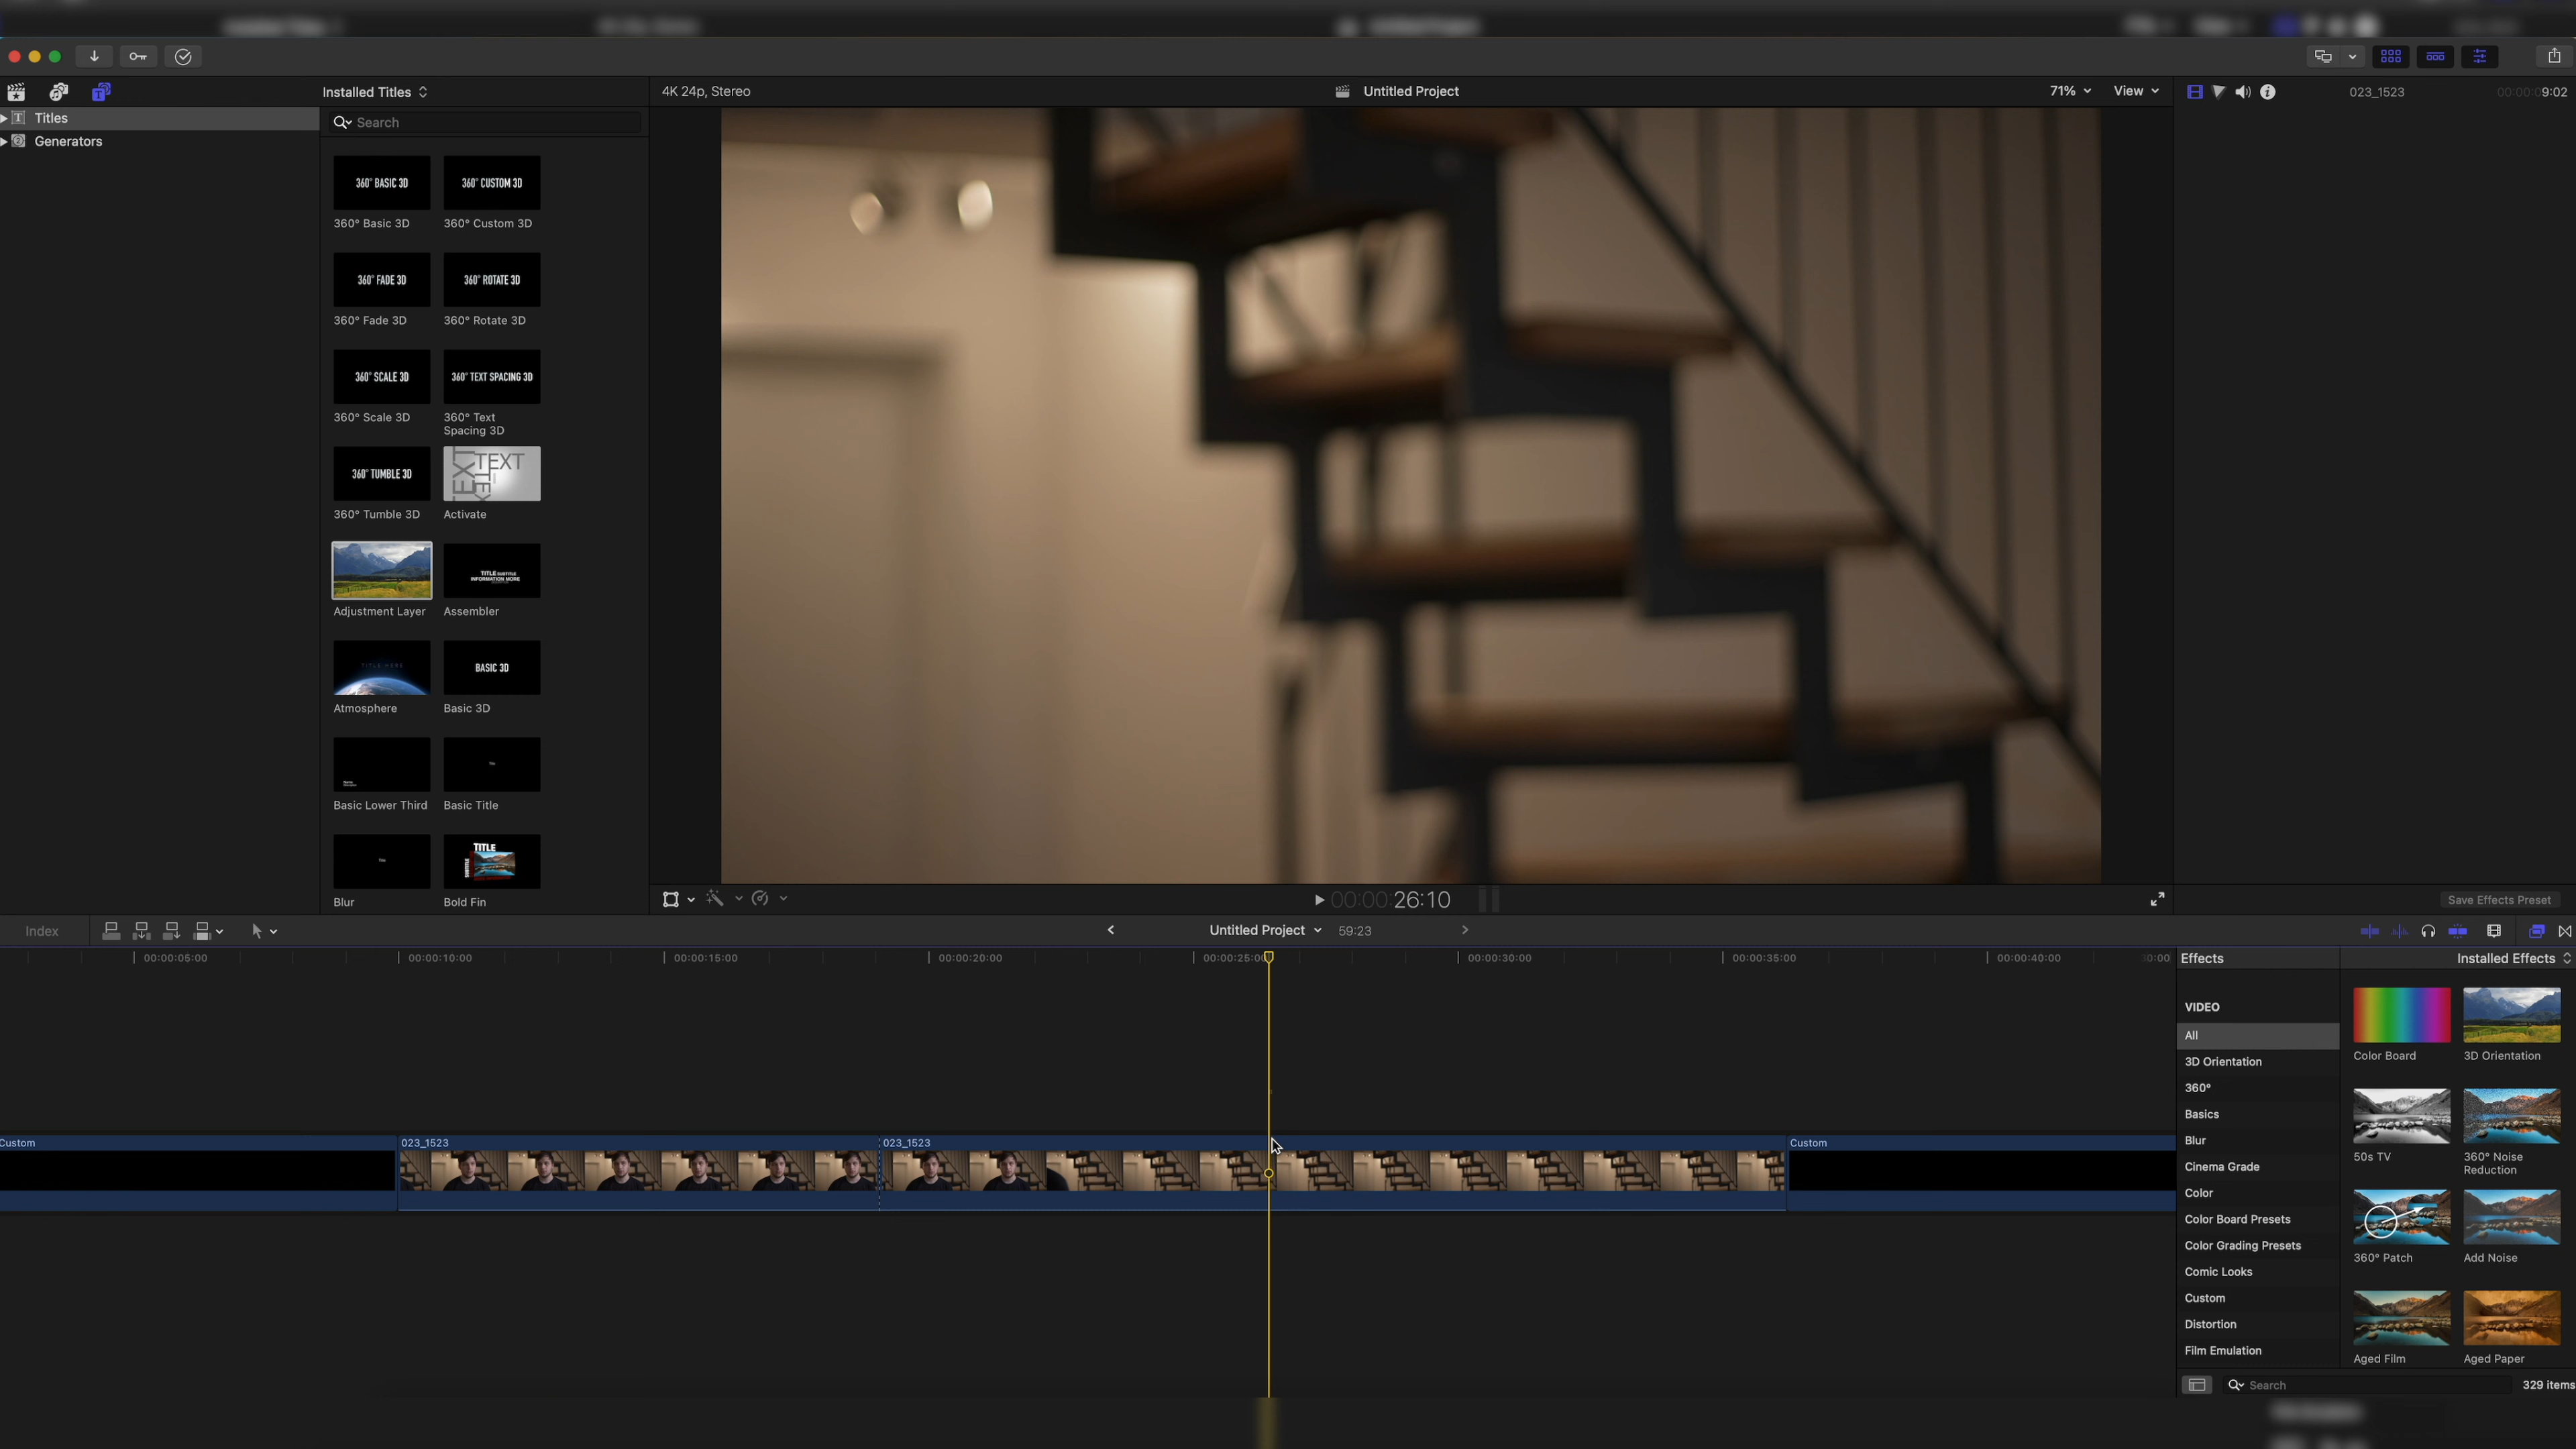 Installed Titles
4K 24p, Stereo
Untitled Project
71%
View
023_1523
00:00:09:02
Titles
Generators
Search
360° BASIC 3D
360° CUSTOM 3D
360° Basic 3D
360° Custom 3D
360° FADE 3D
360° ROTATE 3D
360° Fade 3D
360° Rotate 3D
360° SCALE 3D
360° TEXT SPACING 3D
360° Scale 3D
360° Text
Spacing 3D
360° TUMBLE 3D
TEXT
TEXT
360° Tumble 3D
Activate
TITLE SUBTITLE
INFORMATION MORE
Adjustment Layer
Assembler
TITLE HERE
BASIC 3D
Atmosphere
Basic 3D
Name
Title
Basic Lower Third
Basic Title
Title
TITLE
SUBTITLE
Blur
Bold Fin
00:00:26:10
Save Effects Preset
Index
Untitled Project
59:23
00:00:05:00
00:00:10:00
00:00:15:00
00:00:20:00
00:00:25:00
00:00:30:00
00:00:35:00
00:00:40:00
Custom
023_1523
023_1523
Custom
Effects
Installed Effects
VIDEO
All
3D Orientation
360°
Basics
Blur
Cinema Grade
Color
Color Board Presets
Color Grading Presets
Comic Looks
Custom
Distortion
Film Emulation
Color Board
3D Orientation
50s TV
360° Noise
Reduction
360° Patch
Add Noise
Aged Film
Aged Paper
Search
329 items